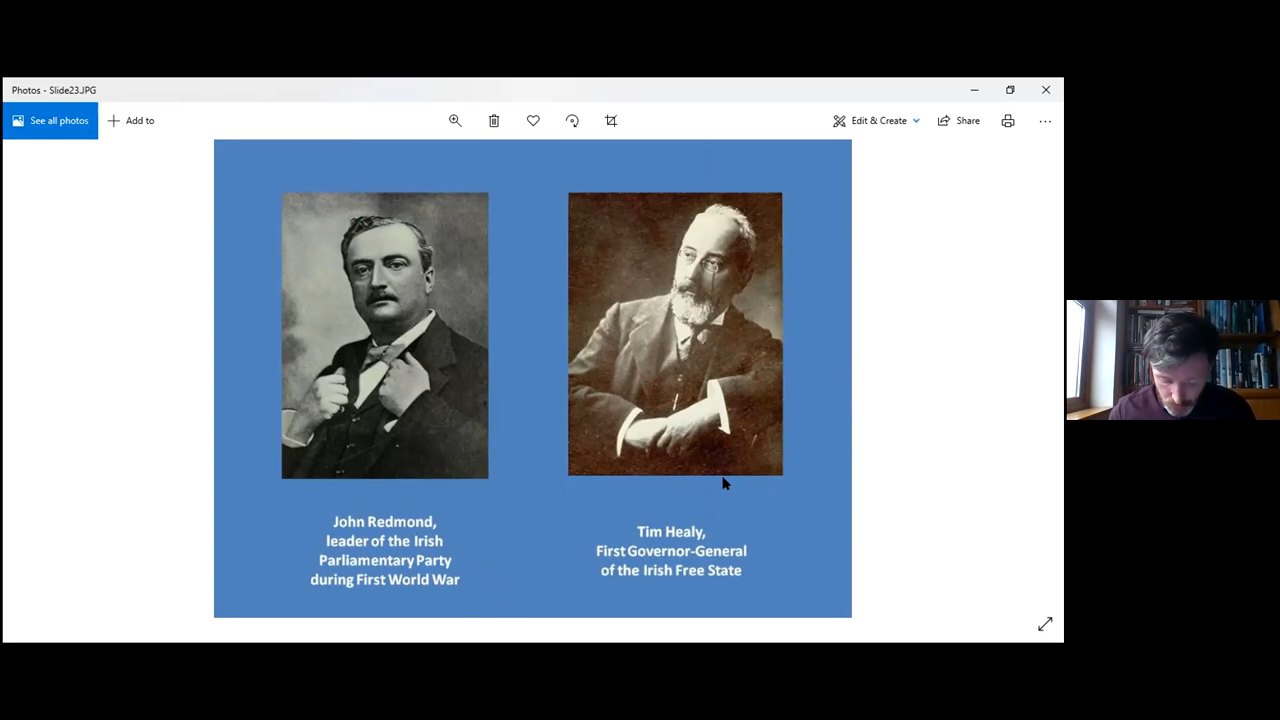 Photos - Slide23.JPG
See all photos
Add to
Edit & Create
Share
John Redmond,
leader of the Irish
Parliamentary Party
during First World War
Tim Healy,
First Governor-General
of the Irish Free State